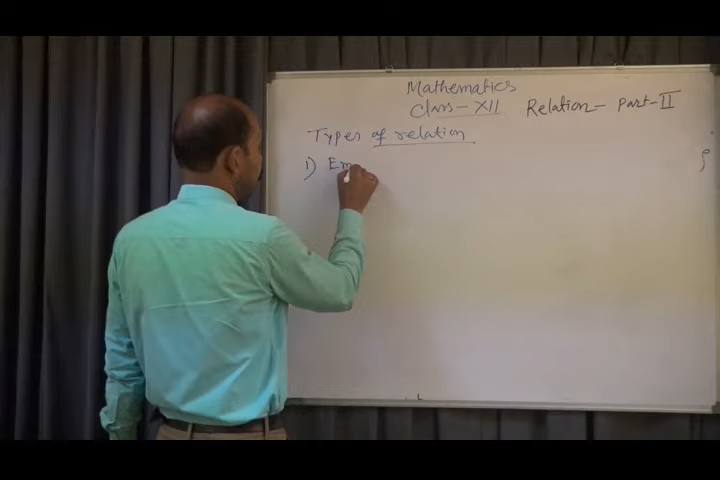 Mathematics
Class - XII
Relation - Part - II
Types of relation
1) Em